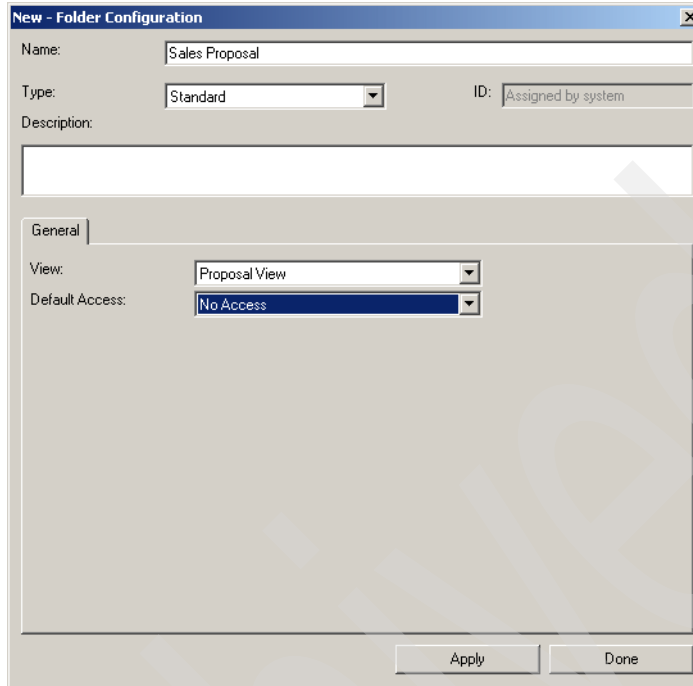 New - Folder Configuration
Name: Sales Proposal
Type: Standard ID: Assigned by system
Description:
General
View: Proposal View
Default Access: No Access
Apply Done